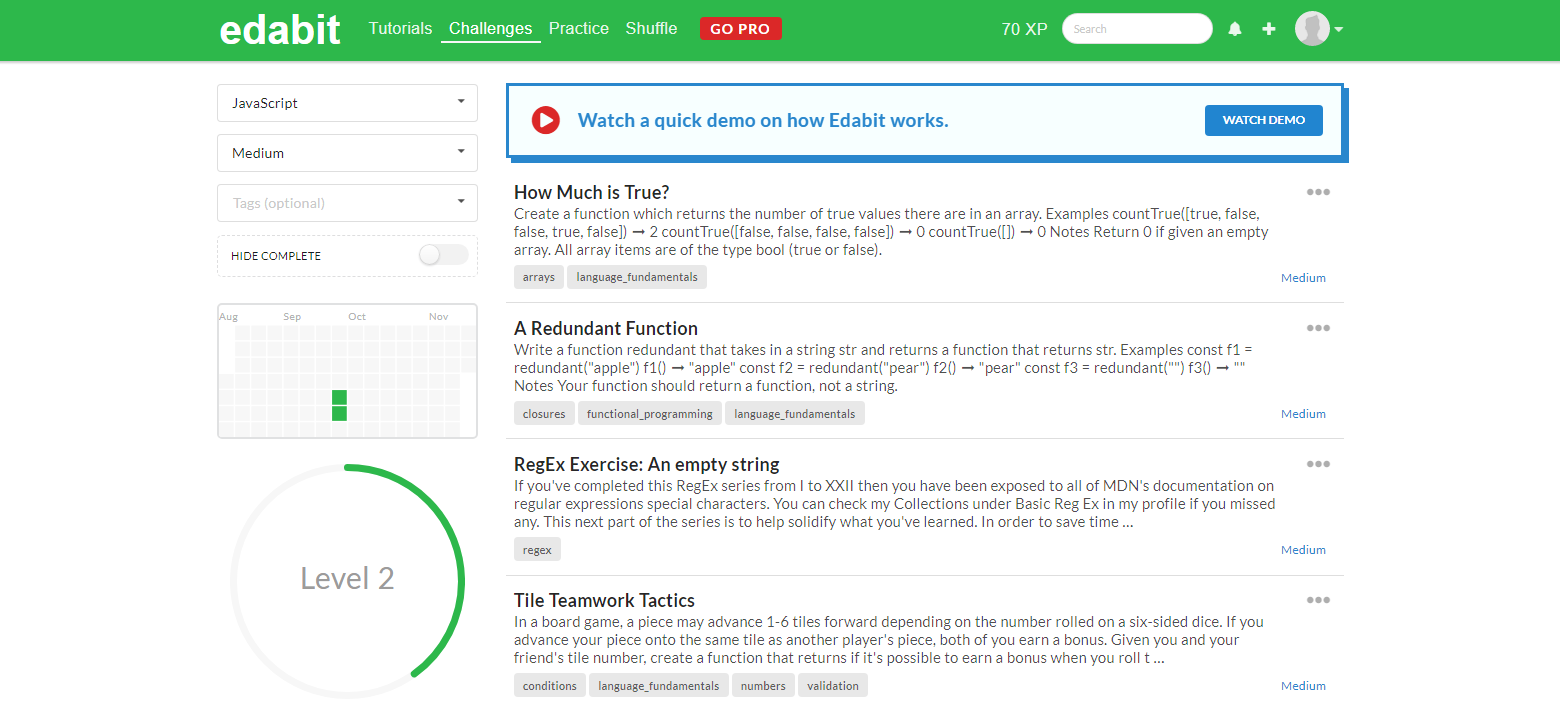 edabit Tutorials Challenges Practice Shuffle GO PRO 70 XP Search
JavaScript
Medium
Tags (optional)
HIDE COMPLETE
Aug Sep Oct Nov
Level 2
Watch a quick demo on how Edabit works. WATCH DEMO
How Much is True?
Create a function which returns the number of true values there are in an array. Examples countTrue([true, false,
false, true, false]) ➞ 2 countTrue([false, false, false, false]) ➞ 0 countTrue([]) ➞ 0 Notes Return 0 if given an empty
array. All array items are of the type bool (true or false).
arrays language_fundamentals Medium
A Redundant Function
Write a function redundant that takes in a string str and returns a function that returns str. Examples const f1 =
redundant("apple") f1() ➞ "apple" const f2 = redundant("pear") f2() ➞ "pear" const f3 = redundant("") f3() ➞ ""
Notes Your function should return a function, not a string.
closures functional_programming language_fundamentals Medium
RegEx Exercise: An empty string
If you've completed this RegEx series from I to XXII then you have been exposed to all of MDN's documentation on
regular expressions special characters. You can check my Collections under Basic Reg Ex in my profile if you missed
any. This next part of the series is to help solidify what you've learned. In order to save time ...
regex Medium
Tile Teamwork Tactics
In a board game, a piece may advance 1-6 tiles forward depending on the number rolled on a six-sided dice. If you
advance your piece onto the same tile as another player's piece, both of you earn a bonus. Given you and your
friend's tile number, create a function that returns if it's possible to earn a bonus when you roll t ...
conditions language_fundamentals numbers validation Medium